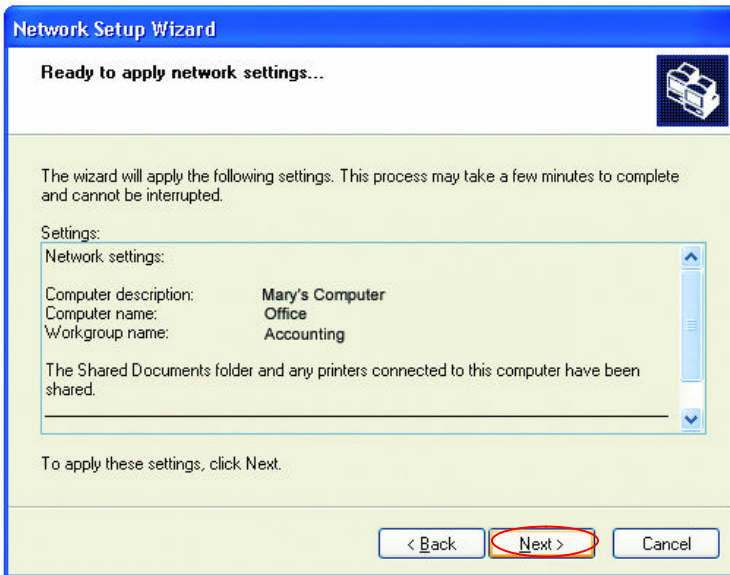 Network Setup Wizard
Ready to apply network settings...
The wizard will apply the following settings. This process may take a few minutes to complete
and cannot be interrupted.
Settings:
Network settings:
Computer description: Mary's Computer
Computer name: Office
Workgroup name: Accounting
The Shared Documents folder and any printers connected to this computer have been
shared.
To apply these settings, click Next.
< Back Next > Cancel